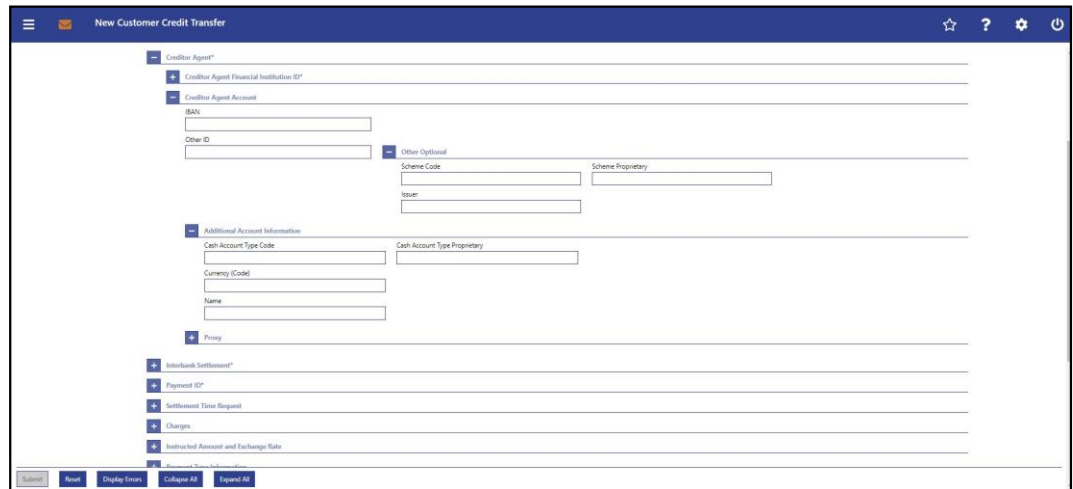 New Customer Credit Transfer
?
Creditor Agent*
Creditor Agent Financial Institution ID*
Creditor Agent Account
IBAN
Other ID
Other Optional
Scheme Code Scheme Proprietary
Issuer
Additional Account Information
Cash Account Type Code Cash Account Type Proprietary
Currency (Code)
Name
Proxy
Interbank Settlement*
Payment ID*
Settlement Time Request
Charges
Instructed Amount and Exchange Rate
Payment Time Information
Submit Reset Display Errors Collapse All Expand All